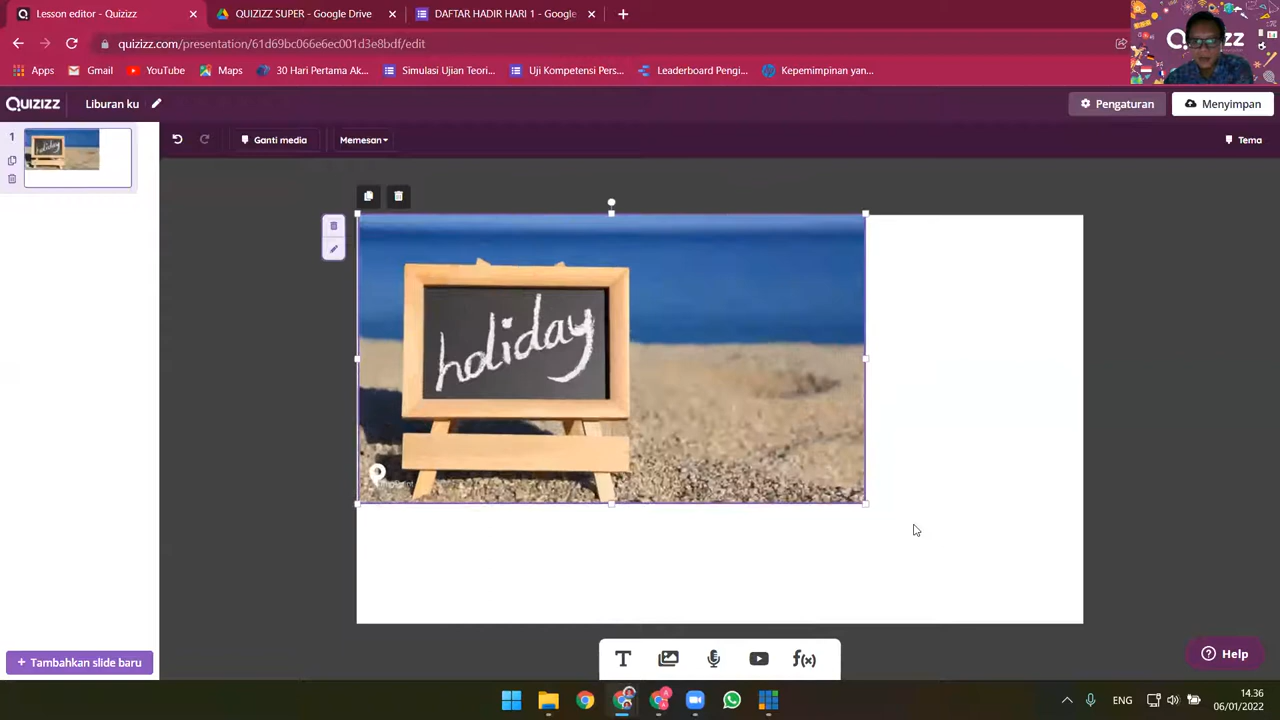 Lesson editor - Quizizz
QUIZIZZ SUPER - Google Drive
DAFTAR HADIR HARI 1 - Google
quizizz.com/presentation/61d69bc066e6ec001d3e8bdf/edit
Apps
Gmail
YouTube
Maps
30 Hari Pertama Ak...
Simulasi Ujian Teori...
Uji Kompetensi Pers...
Leaderboard Pengi...
Kepemimpinan yan...
QUIZIZZ
Liburan ku
Pengaturan
Menyimpan
1
Ganti media
Memesan
Tema
holiday
Tambahkan slide baru
T
f(x)
Help
ENG
14.36
06/01/2022